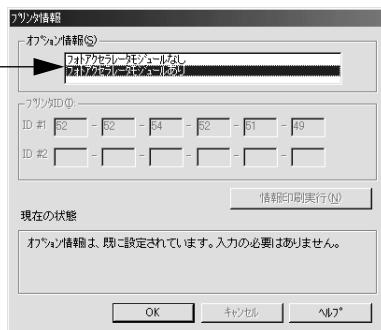 ﾌﾟﾘﾝﾀ情報
ｵﾌﾟｼｮﾝ情報(S)
ﾌｫﾄｱｸｾﾗﾚｰﾀﾓｼﾞｭｰﾙなし
ﾌｫﾄｱｸｾﾗﾚｰﾀﾓｼﾞｭｰﾙあり
ﾌﾟﾘﾝﾀID(I):
ID #1 52 - 52 - 54 - 52 - 51 - 49
ID #2 - - - - -
情報印刷実行(N)
現在の状態
ｵﾌﾟｼｮﾝ情報は、既に設定されています。入力の必要はありません。
OK ｷｬﾝｾﾙ ﾍﾙﾌﾟ